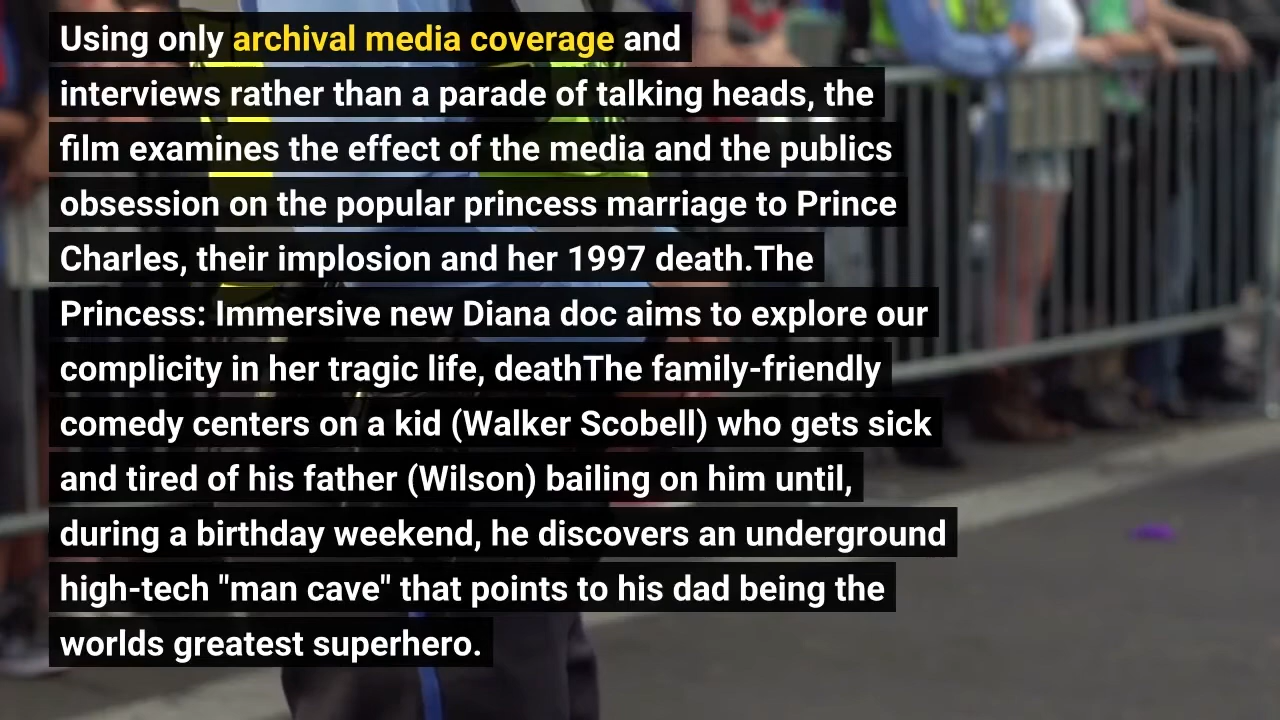 Using only archival media coverage and
interviews rather than a parade of talking heads, the
film examines the effect of the media and the publics
obsession on the popular princess marriage to Prince
Charles, their implosion and her 1997 death.The
Princess: Immersive new Diana doc aims to explore our
complicity in her tragic life, deathThe family-friendly
comedy centers on a kid (Walker Scobell) who gets sick
and tired of his father (Wilson) bailing on him until,
during a birthday weekend, he discovers an underground
high-tech "man cave" that points to his dad being the
worlds greatest superhero.